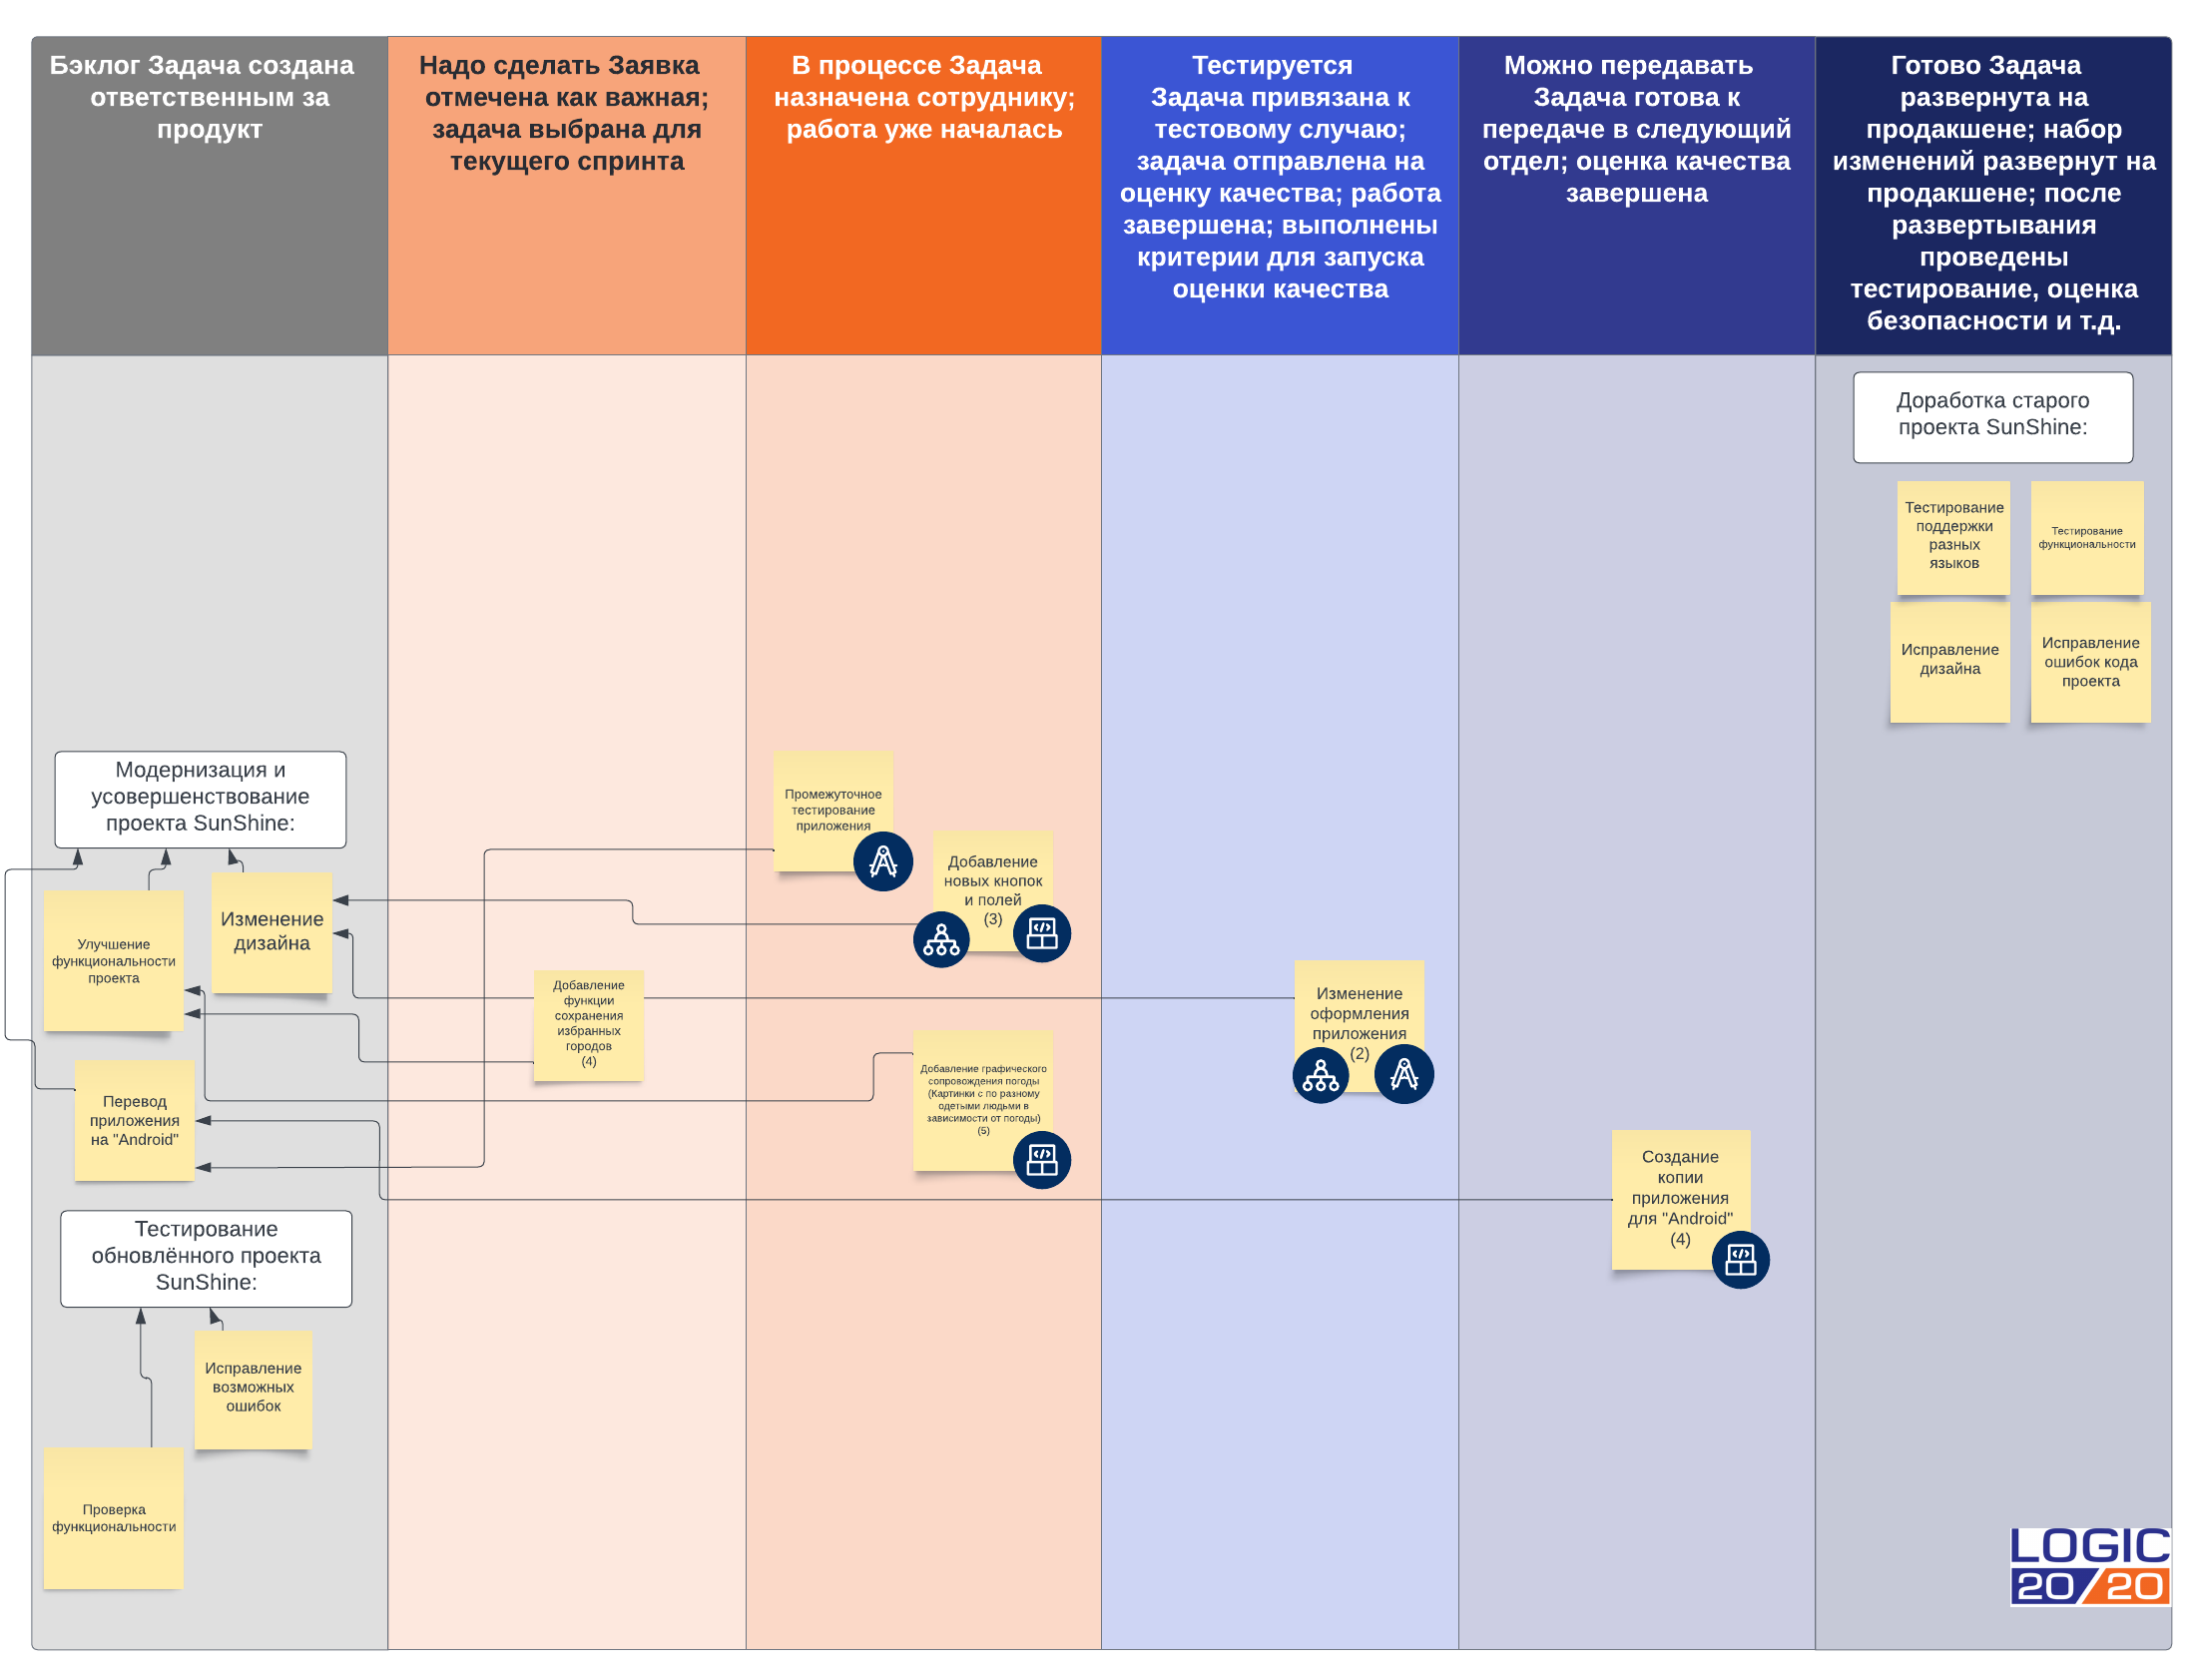 Бэклог Задача создана
ответственным за
продукт
Надо сделать Заявка
отмечена как важная;
задача выбрана для
текущего спринта
В процессе Задача
назначена сотруднику;
работа уже началась
Тестируется
Задача привязана к
тестовому случаю;
задача отправлена на
оценку качества; работа
завершена; выполнены
критерии для запуска
оценки качества
Можно передавать
Задача готова к
передаче в следующий
отдел; оценка качества
завершена
Готово Задача
развернута на
продакшене; набор
изменений развернут на
продакшене; после
развертывания
проведены
тестирование, оценка
безопасности и т.д.
Доработка старого
проекта SunShine:
Тестирование
поддержки
разных
языков
Тестирование
функциональности
Исправление
дизайна
Исправление
ошибок кода
проекта
Модернизация и
усовершенствование
проекта SunShine:
Улучшение
функциональности
проекта
Изменение
дизайна
Перевод
приложения
на "Android"
Добавление
функции
сохранения
избранных
городов
(4)
Промежуточное
тестирование
приложения
Добавление
новых кнопок
и полей
(3)
Добавление графического
сопровождения погоды
(Картинки с по разному
одетыми людьми в
зависимости от погоды)
(5)
Изменение
оформления
приложения
(2)
Создание
копии
приложения
для "Android"
(4)
Тестирование
обновлённого проекта
SunShine:
Исправление
возможных
ошибок
Проверка
функциональности
LOGIC
20/20